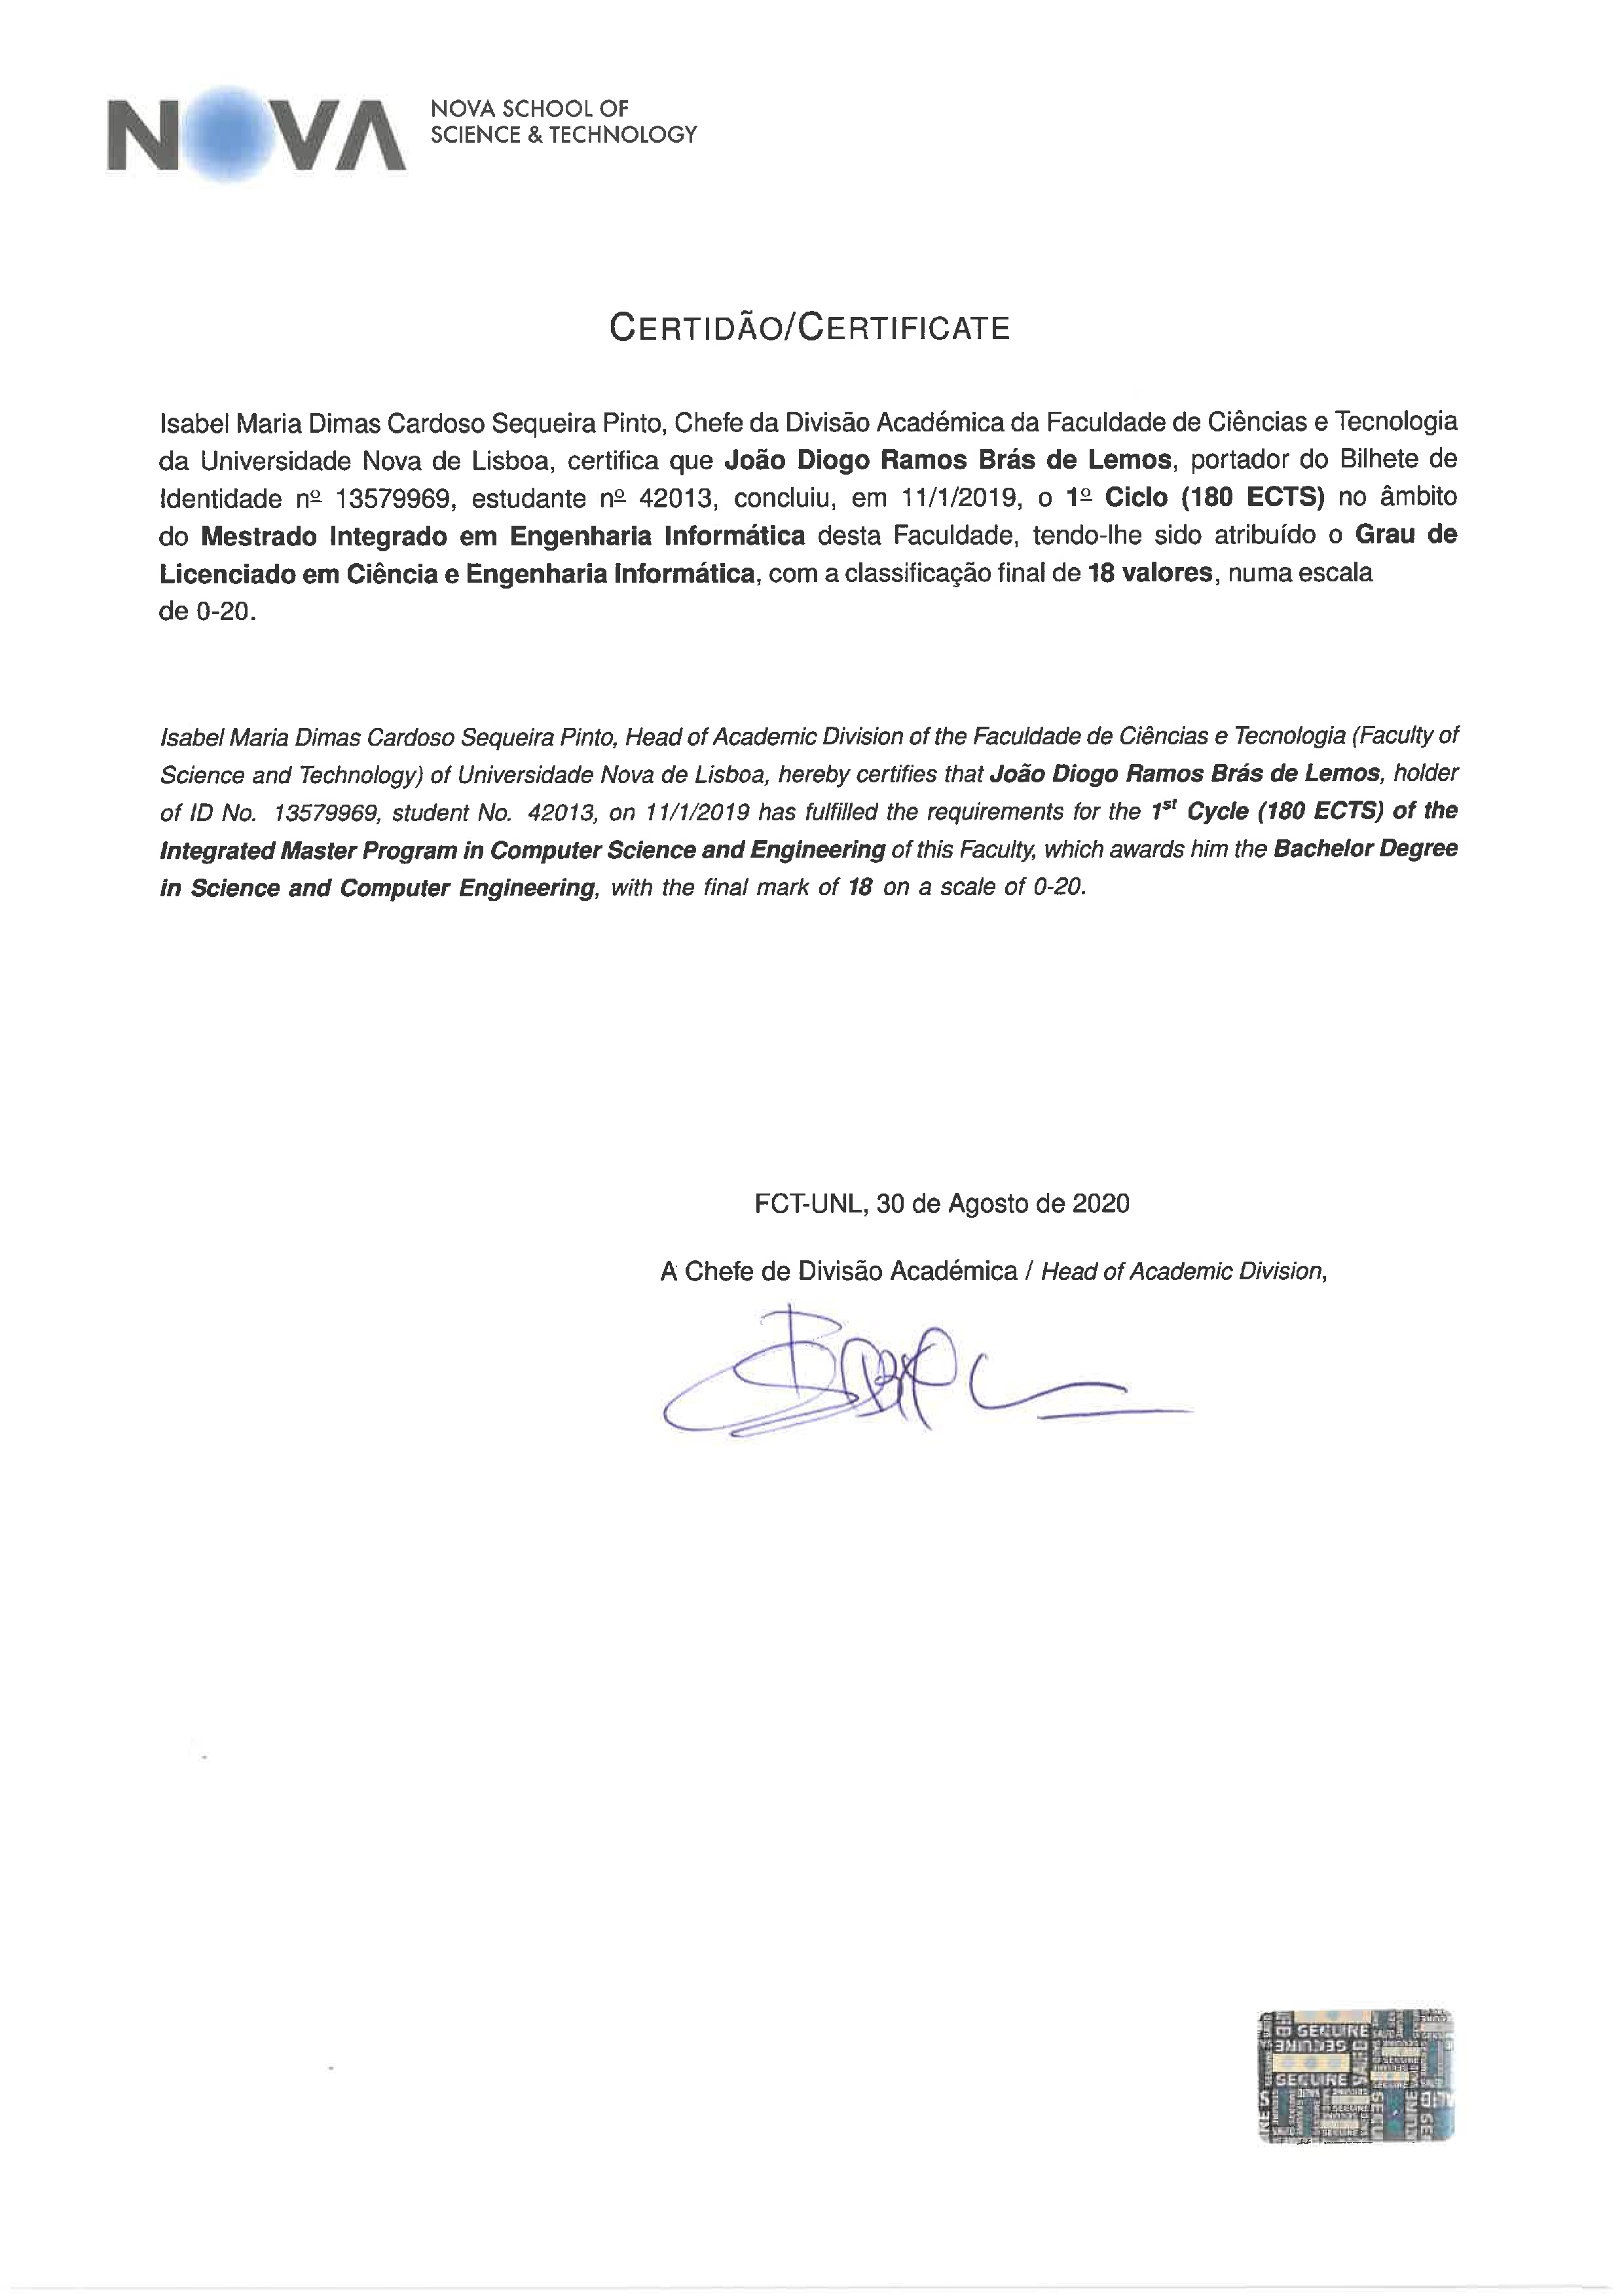 NOVA
NOVA SCHOOL OF
SCIENCE & TECHNOLOGY
CERTIDÃO/CERTIFICATE
Isabel Maria Dimas Cardoso Sequeira Pinto, Chefe da Divisão Académica da Faculdade de Ciências e Tecnologia
da Universidade Nova de Lisboa, certifica que João Diogo Ramos Brás de Lemos, portador do Bilhete de
Identidade nº 13579969, estudante nº 42013, concluiu, em 11/1/2019, o 1º Ciclo (180 ECTS) no âmbito
do Mestrado Integrado em Engenharia Informática desta Faculdade, tendo-lhe sido atribuído o Grau de
Licenciado em Ciência e Engenharia Informática, com a classificação final de 18 valores, numa escala
de 0-20.
Isabel Maria Dimas Cardoso Sequeira Pinto, Head of Academic Division of the Faculdade de Ciências e Tecnologia (Faculty of
Science and Technology) of Universidade Nova de Lisboa, hereby certifies that João Diogo Ramos Brás de Lemos, holder
of ID No. 13579969, student No. 42013, on 11/1/2019 has fulfilled the requirements for the 1st Cycle (180 ECTS) of the
Integrated Master Program in Computer Science and Engineering of this Faculty, which awards him the Bachelor Degree
in Science and Computer Engineering, with the final mark of 18 on a scale of 0-20.
FCT-UNL, 30 de Agosto de 2020
A Chefe de Divisão Académica / Head of Academic Division,
SECURE
SECURE
SECURE